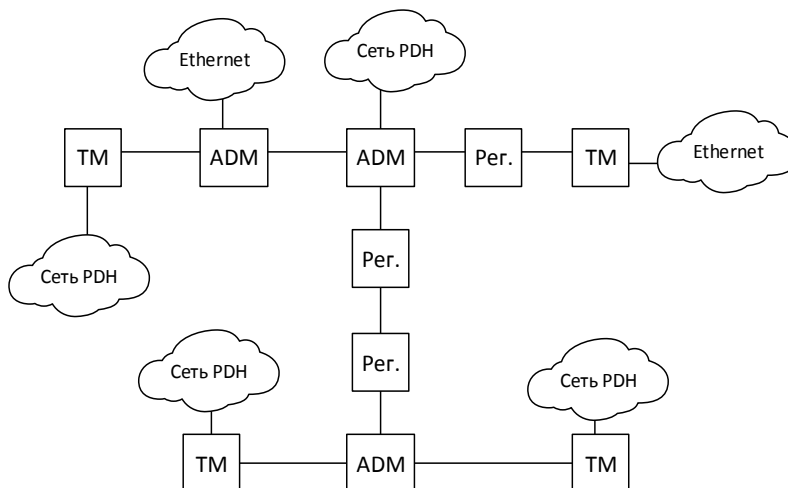 Ethernet
Сеть PDH
TM
ADM
ADM
Рег.
TM
Ethernet
Сеть PDH
Рег.
Рег.
Сеть PDH
Сеть PDH
TM
ADM
TM